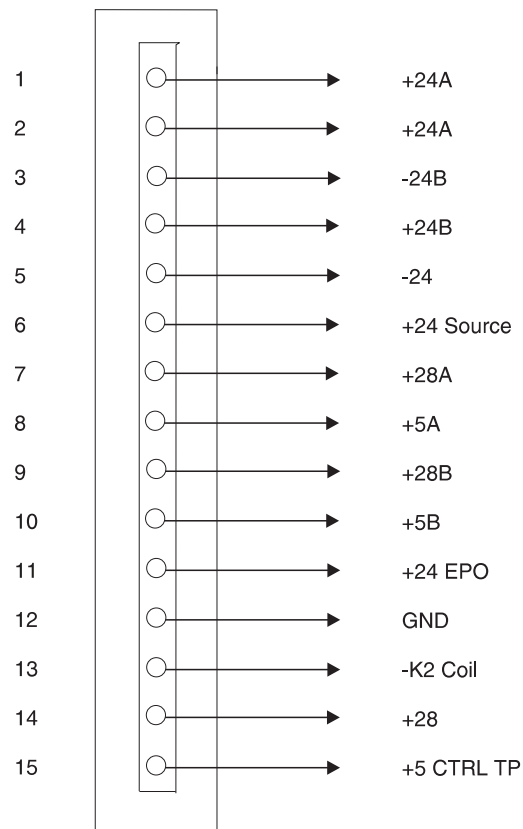 1 +24A
2 +24A
3 -24B
4 +24B
5 -24
6 +24 Source
7 +28A
8 +5A
9 +28B
10 +5B
11 +24 EPO
12 GND
13 -K2 Coil
14 +28
15 +5 CTRL TP